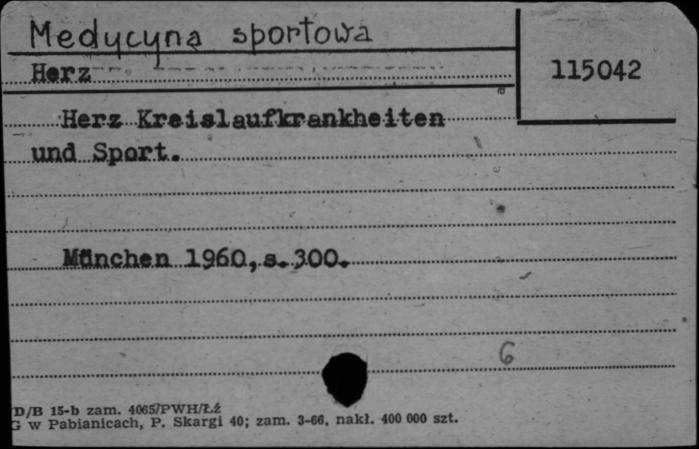 Medycyna sportowa
Herz
115042
Herz Kreislaufkrankheiten
und Sport.
München 1960, s. 300.
6
D/B 15-b zam. 4065/PWH/Łź
G w Pabianicach, P. Skargi 40; zam. 3-66, nakł. 400 000 szt.